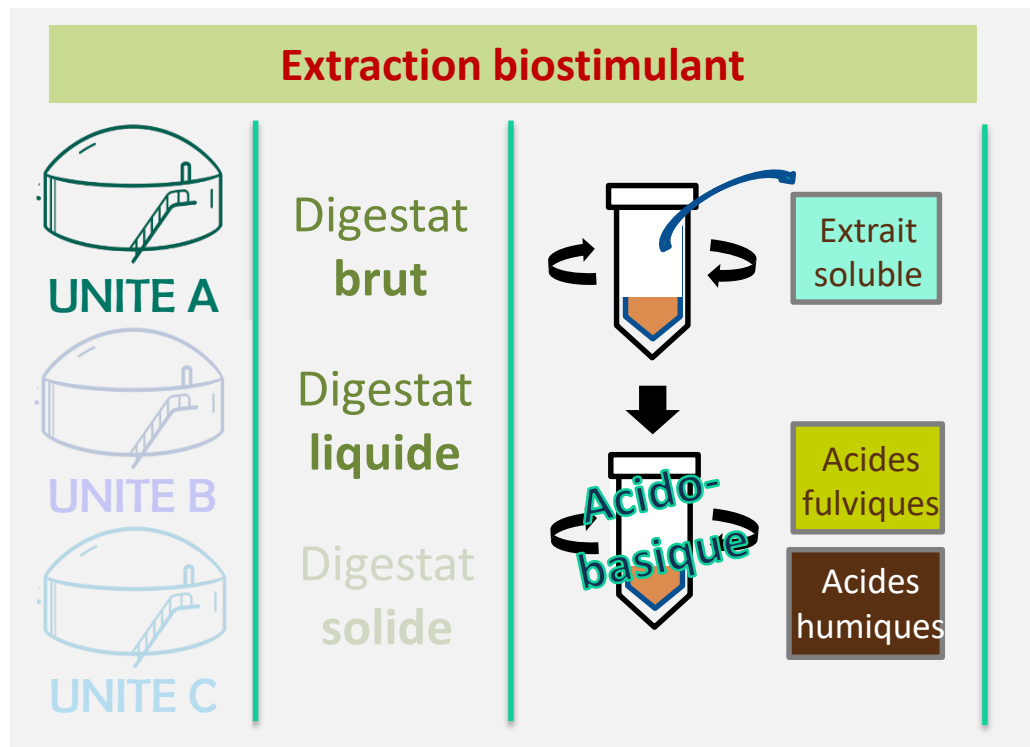 Extraction biostimulant
UNITE A
UNITE B
UNITE C
Digestat
brut
Digestat
liquide
Digestat
solide
Extrait
soluble
Acido-
basique
Acides
fulviques
Acides
humiques